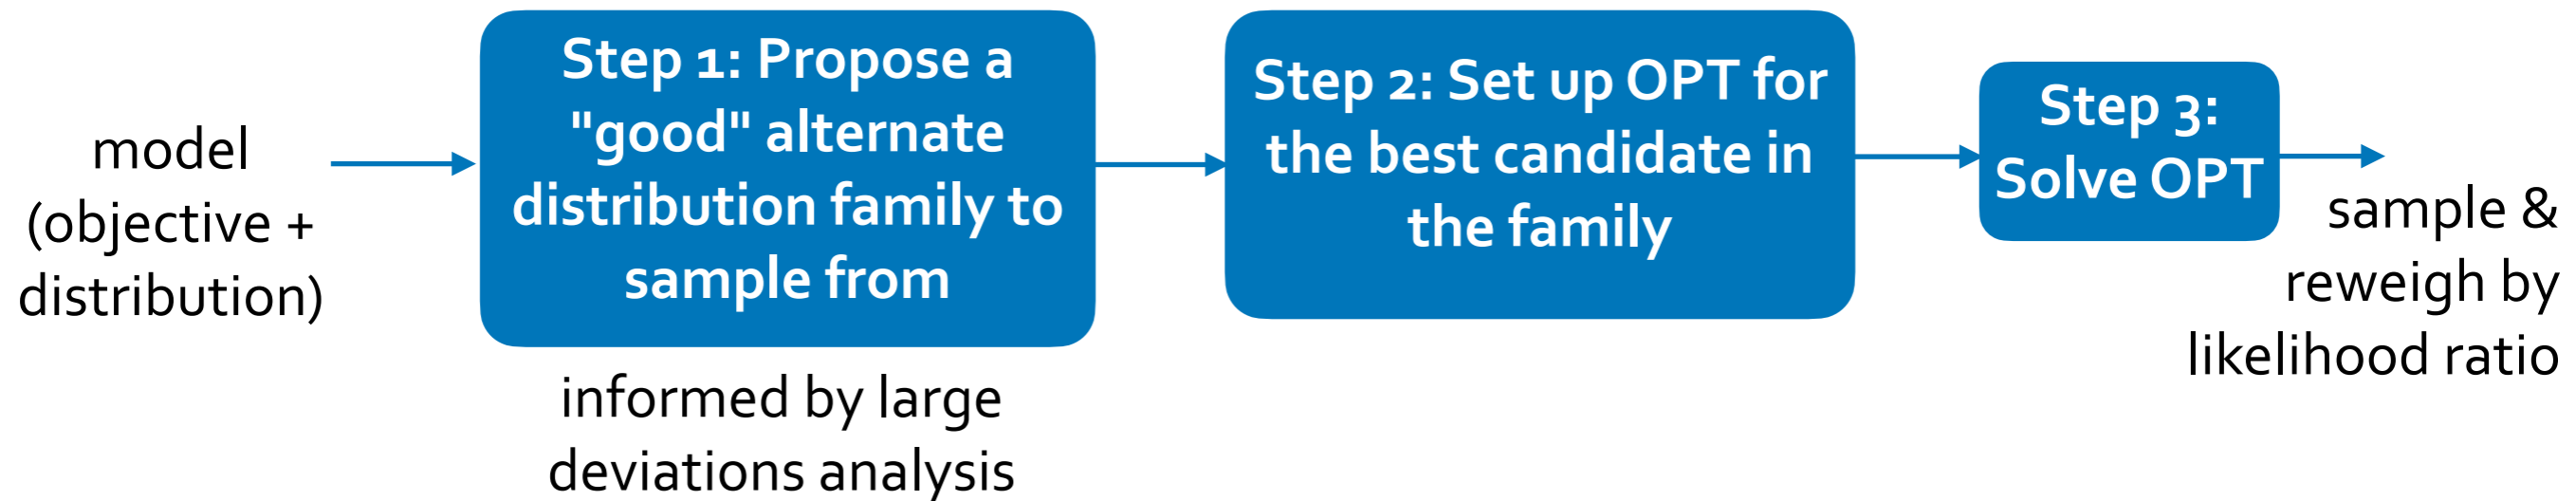 model
(objective +
distribution)
Step 1: Propose a
"good" alternate
distribution family to
sample from
informed by large
deviations analysis
Step 2: Set up OPT for
the best candidate in
the family
Step 3:
Solve OPT
sample &
reweigh by
likelihood ratio